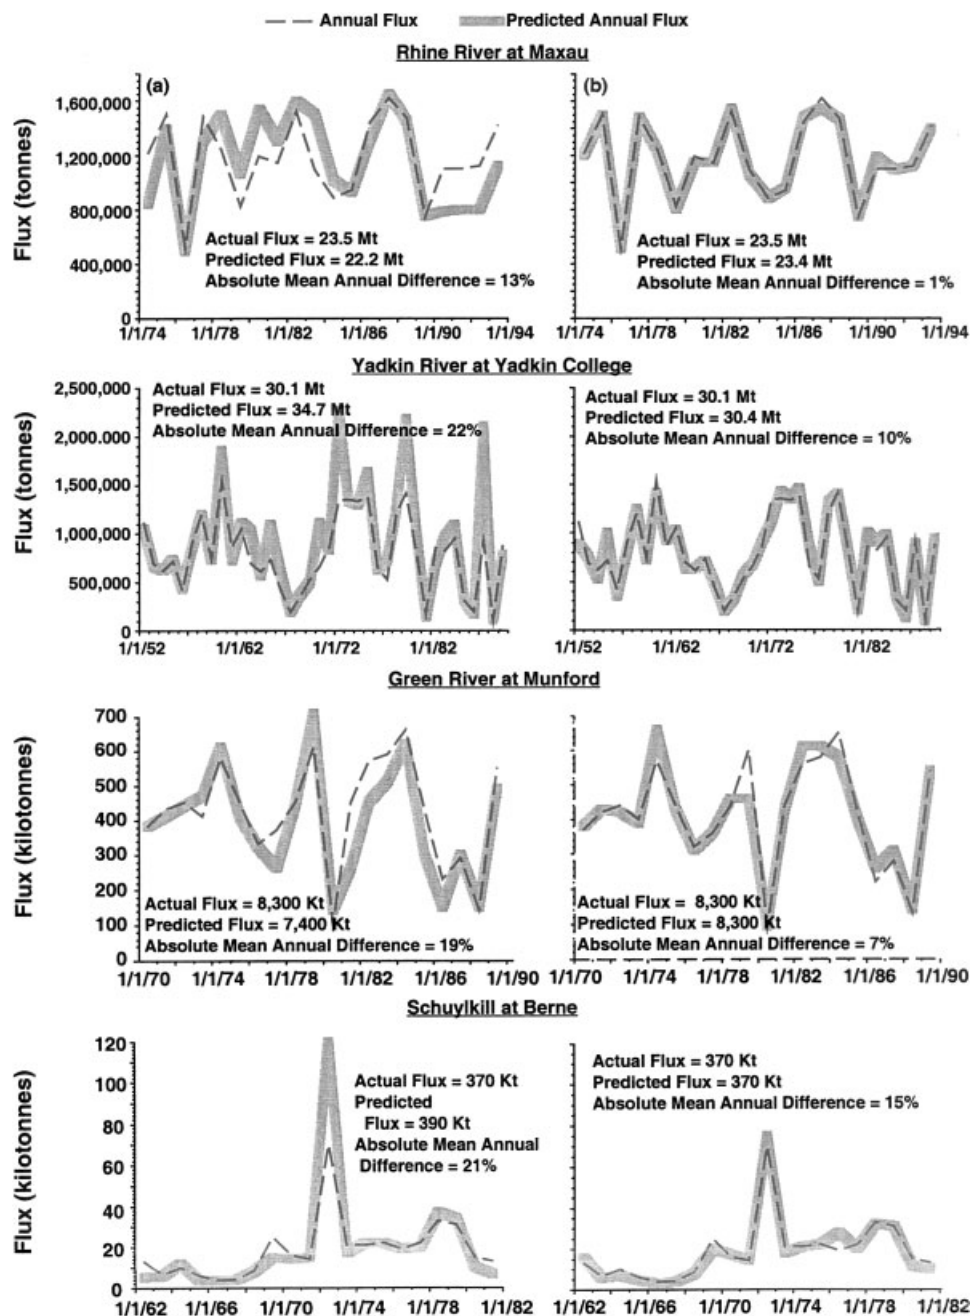 Annual Flux Predicted Annual Flux
Rhine River at Maxau
Flux (tonnes)
(a)
1,600,000
1,200,000
800,000
400,000
0
Actual Flux = 23.5 Mt
Predicted Flux = 22.2 Mt
Absolute Mean Annual Difference = 13%
1/1/74 1/1/78 1/1/82 1/1/86 1/1/90 1/1/94
(b)
Actual Flux = 23.5 Mt
Predicted Flux = 23.4 Mt
Absolute Mean Annual Difference = 1%
1/1/74 1/1/78 1/1/82 1/1/86 1/1/90 1/1/94
Yadkin River at Yadkin College
Flux (tonnes)
2,500,000
2,000,000
1,500,000
1,000,000
500,000
0
Actual Flux = 30.1 Mt
Predicted Flux = 34.7 Mt
Absolute Mean Annual Difference = 22%
1/1/52 1/1/62 1/1/72 1/1/82
Actual Flux = 30.1 Mt
Predicted Flux = 30.4 Mt
Absolute Mean Annual Difference = 10%
1/1/52 1/1/62 1/1/72 1/1/82
Green River at Munford
Flux (kilotonnes)
700
600
500
400
300
200
100
0
Actual Flux = 8,300 Kt
Predicted Flux = 7,400 Kt
Absolute Mean Annual Difference = 19%
1/1/70 1/1/74 1/1/78 1/1/82 1/1/86 1/1/90
Actual Flux = 8,300 Kt
Predicted Flux = 8,300 Kt
Absolute Mean Annual Difference = 7%
1/1/70 1/1/74 1/1/78 1/1/82 1/1/86 1/1/90
Schuylkill at Berne
Flux (kilotonnes)
120
100
80
60
40
20
0
Actual Flux = 370 Kt
Predicted
Flux = 390 Kt
Absolute Mean Annual
Difference = 21%
1/1/62 1/1/66 1/1/70 1/1/74 1/1/78 1/1/82
Actual Flux = 370 Kt
Predicted Flux = 370 Kt
Absolute Mean Annual Difference = 15%
1/1/62 1/1/66 1/1/70 1/1/74 1/1/78 1/1/82